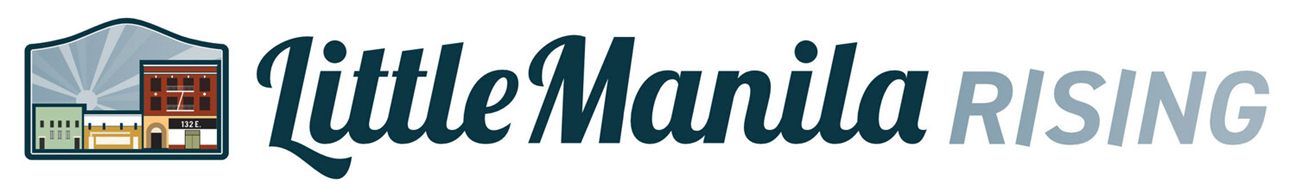 132 E.
Little Manila RISING